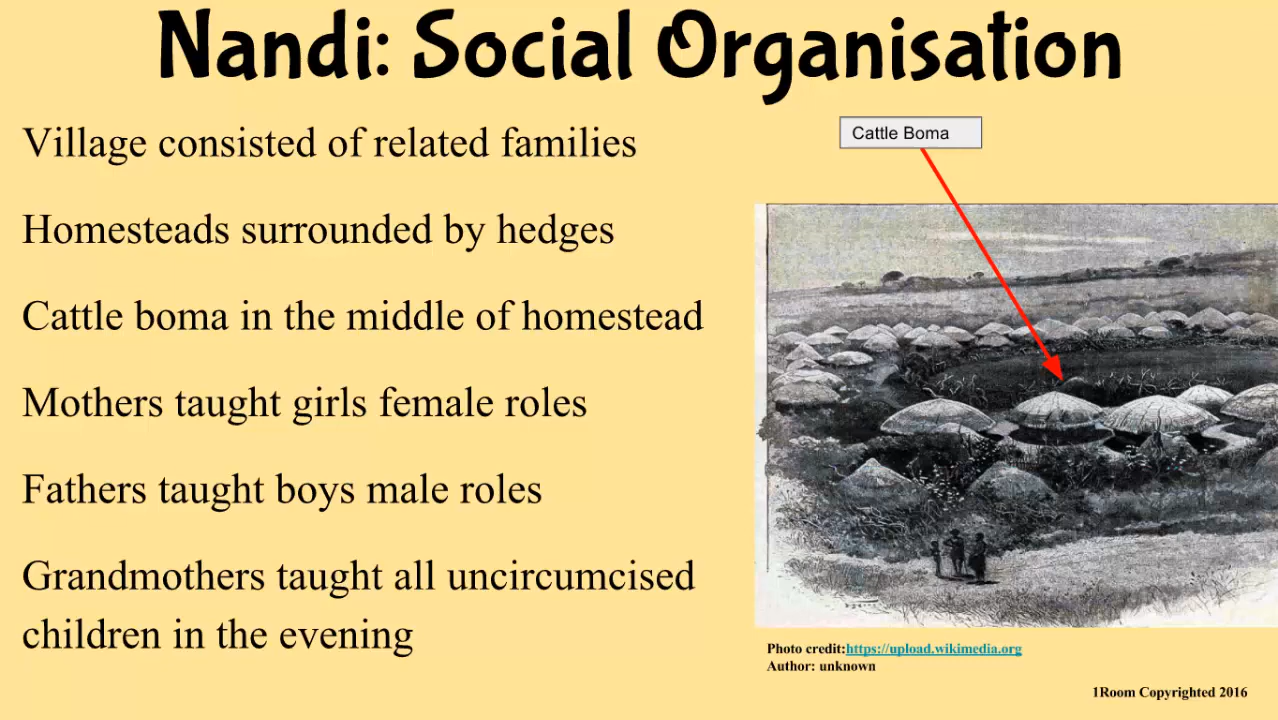 Nandi: Social Organisation
Village consisted of related families
Homesteads surrounded by hedges
Cattle boma in the middle of homestead
Mothers taught girls female roles
Fathers taught boys male roles
Grandmothers taught all uncircumcised
children in the evening
Cattle Boma
Photo credit:https://upload.wikimedia.org
Author: unknown
1Room Copyrighted 2016